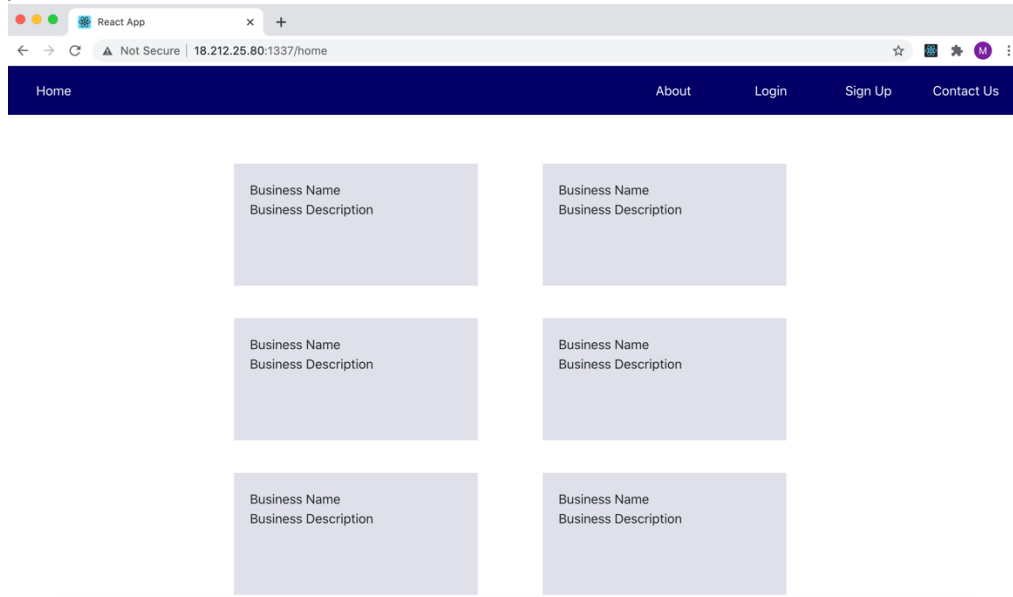 React App
Not Secure 18.212.25.80:1337/home
M
Home About Login Sign Up Contact Us
Business Name
Business Description
Business Name
Business Description
Business Name
Business Description
Business Name
Business Description
Business Name
Business Description
Business Name
Business Description